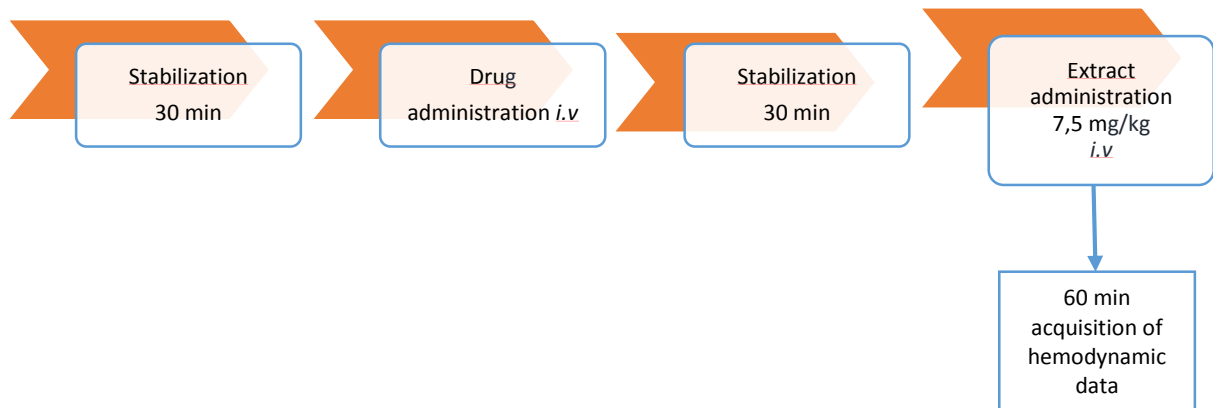 Stabilization
30 min
Drug
administration i.v
Stabilization
30 min
Extract
administration
7,5 mg/kg
i.v
60 min
acquisition of
hemodynamic
data